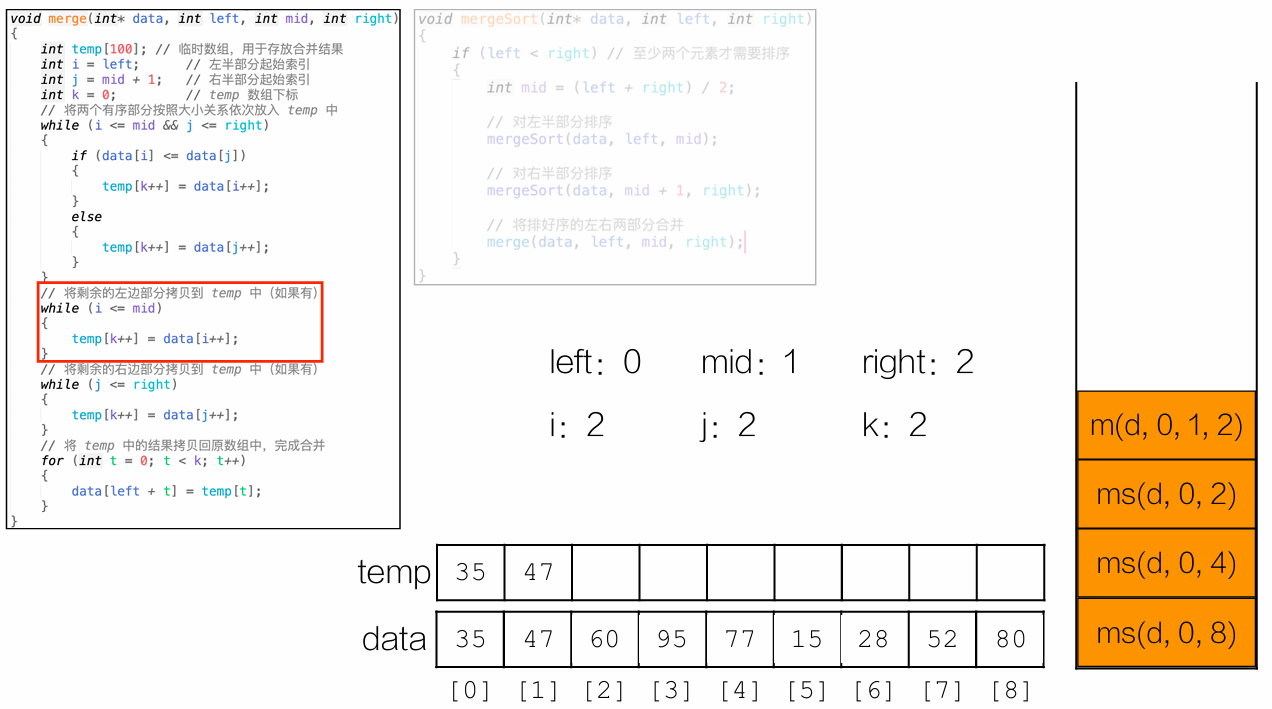 void merge(int* data, int left, int mid, int right)
{
    int temp[100]; // 临时数组，用于存放合并结果
    int i = left;      // 左半部分起始索引
    int j = mid + 1;   // 右半部分起始索引
    int k = 0;         // temp 数组下标
    // 将两个有序部分按照大小关系依次放入 temp 中
    while (i <= mid && j <= right)
    {
        if (data[i] <= data[j])
        {
            temp[k++] = data[i++];
        }
        else
        {
            temp[k++] = data[j++];
        }
    }
    // 将剩余的左边部分拷贝到 temp 中（如果有）
    while (i <= mid)
    {
        temp[k++] = data[i++];
    }
    // 将剩余的右边部分拷贝到 temp 中（如果有）
    while (j <= right)
    {
        temp[k++] = data[j++];
    }
    // 将 temp 中的结果拷贝回原数组中，完成合并
    for (int t = 0; t < k; t++)
    {
        data[left + t] = temp[t];
    }
}
void mergeSort(int* data, int left, int right)
{
    if (left < right) // 至少两个元素才需要排序
    {
        int mid = (left + right) / 2;
        // 对左半部分排序
        mergeSort(data, left, mid);
        // 对右半部分排序
        mergeSort(data, mid + 1, right);
        // 将排好序的左右两部分合并
        merge(data, left, mid, right);
    }
}
left: 0 mid: 1 right: 2
i: 2 j: 2 k: 2
m(d, 0, 1, 2)
ms(d, 0, 2)
ms(d, 0, 4)
ms(d, 0, 8)
temp 35 47
data 35 47 60 95 77 15 28 52 80
[0] [1] [2] [3] [4] [5] [6] [7] [8]